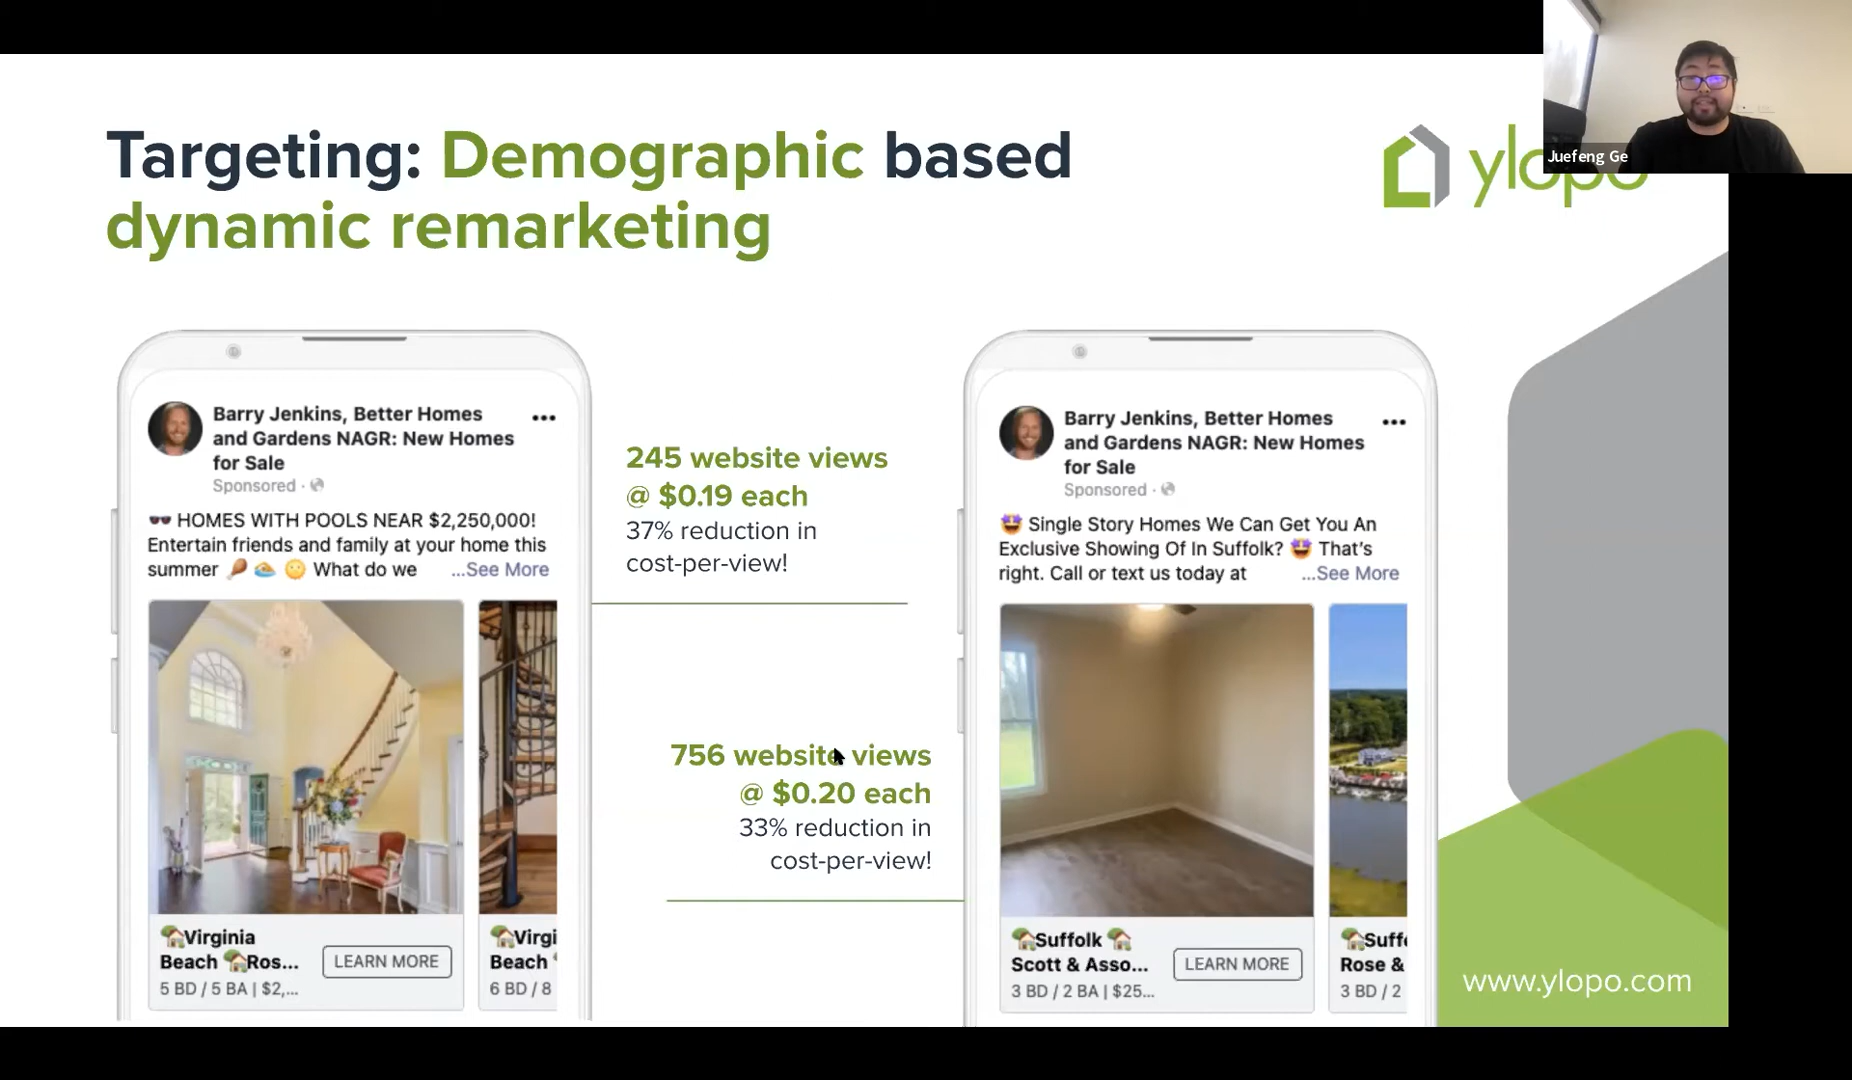 Juefeng Ge
ylopo
Targeting: Demographic based
dynamic remarketing
Barry Jenkins, Better Homes
and Gardens NAGR: New Homes
for Sale
Sponsored ·
🕶️ HOMES WITH POOLS NEAR $2,250,000!
Entertain friends and family at your home this
summer 🍗 🍲 🌞 What do we ...See More
Virginia
Beach 🏡Ros...
5 BD / 5 BA | $2,...
LEARN MORE
🏡Virgi
Beach
6 BD / 8
245 website views
@ $0.19 each
37% reduction in
cost-per-view!
756 website views
@ $0.20 each
33% reduction in
cost-per-view!
Barry Jenkins, Better Homes
and Gardens NAGR: New Homes
for Sale
Sponsored ·
🤩 Single Story Homes We Can Get You An
Exclusive Showing Of In Suffolk? 🤩 That's
right. Call or text us today at ...See More
🏡Suffolk 🏡
Scott & Asso...
3 BD / 2 BA | $25...
LEARN MORE
🏡Suff
Rose &
3 BD / 2
www.ylopo.com